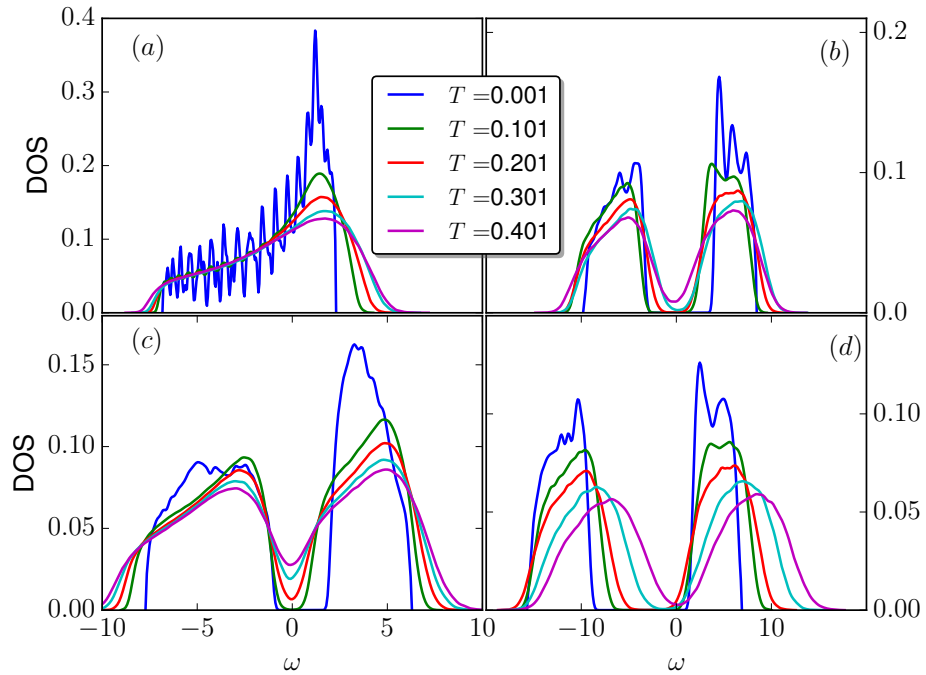 0.4
0.3
0.2
0.1
0.0
DOS
(a)
(b)
0.2
0.1
0.0
T =0.001
T =0.101
T =0.201
T =0.301
T =0.401
0.15
0.10
0.05
0.00
DOS
(c)
(d)
0.10
0.05
0.00
−10 −5 0 5 10
−10 0 10
ω ω